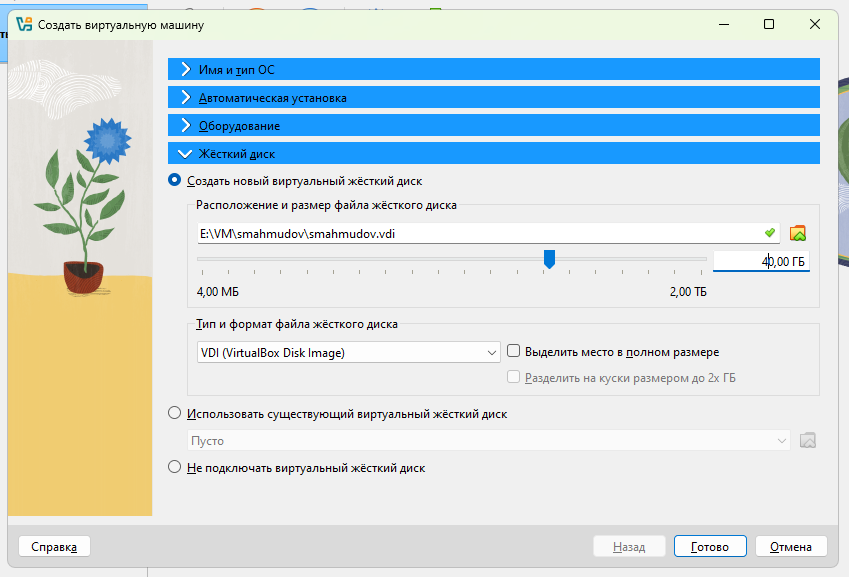 Создать виртуальную машину
Имя и тип ОС
Автоматическая установка
Оборудование
Жёсткий диск
Создать новый виртуальный жёсткий диск
Расположение и размер файла жёсткого диска
E:\VM\smahmudov\smahmudov.vdi
40,00 ГБ
4,00 МБ
2,00 ТБ
Тип и формат файла жёсткого диска
VDI (VirtualBox Disk Image)
Выделить место в полном размере
Разделить на куски размером до 2х ГБ
Использовать существующий виртуальный жёсткий диск
Пусто
Не подключать виртуальный жёсткий диск
Справка
Назад
Готово
Отмена